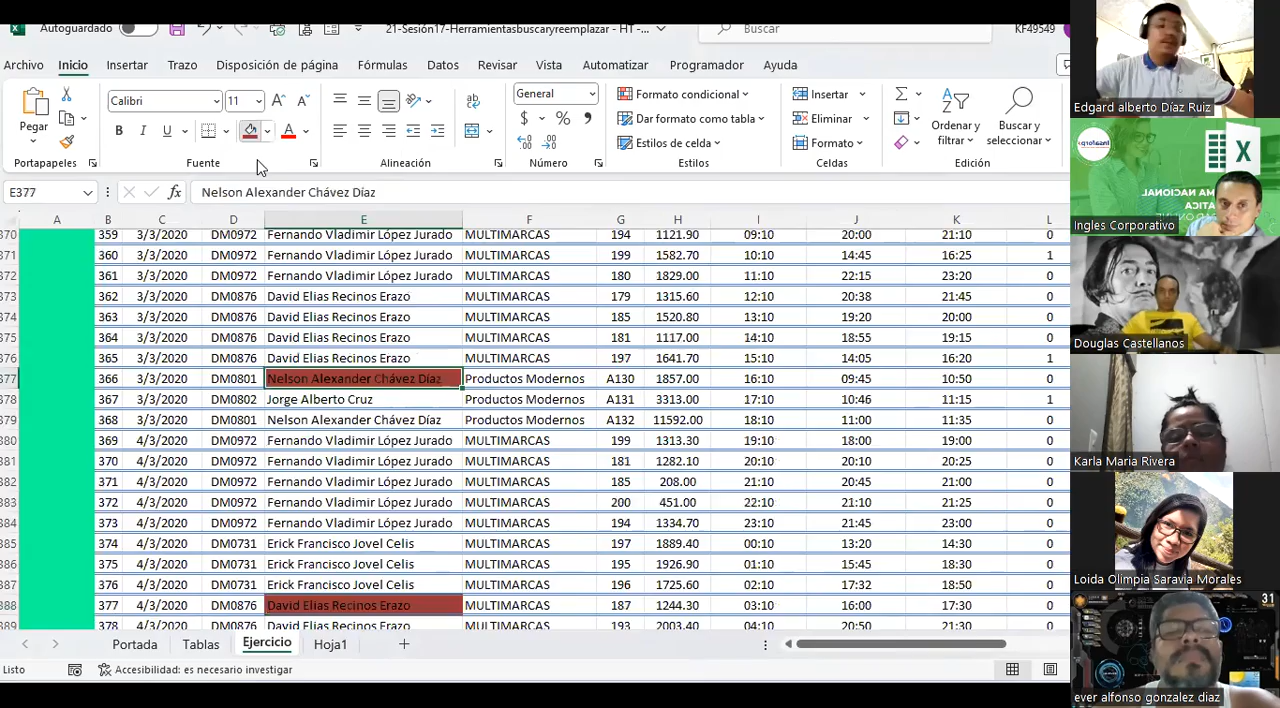 Autoguardado 21-Sesión17-Herramientasbuscaryreemplazar - HT -... Buscar KF49549
Archivo Inicio Insertar Trazo Disposición de página Fórmulas Datos Revisar Vista Automatizar Programador Ayuda
Calibri 11 General Formato condicional Insertar
Pegar Dar formato como tabla Eliminar Ordenar y filtrar Buscar y seleccionar
Estilos de celda Formato
Portapapeles Fuente Alineación Número Estilos Celdas Edición
E377 fx Nelson Alexander Chávez Díaz
A B C D E F G H I J K L
370 359 3/3/2020 DM0972 Fernando Vladimir López Jurado MULTIMARCAS 194 1121.90 09:10 20:00 21:10 0
371 360 3/3/2020 DM0972 Fernando Vladimir López Jurado MULTIMARCAS 199 1582.70 10:10 14:45 16:25 1
361 3/3/2020 DM0972 Fernando Vladimir López Jurado MULTIMARCAS 180 1829.00 11:10 22:15 23:20 0
373 362 3/3/2020 DM0876 David Elias Recinos Erazo MULTIMARCAS 179 1315.60 12:10 20:38 21:45 0
374 363 3/3/2020 DM0876 David Elias Recinos Erazo MULTIMARCAS 185 1520.80 13:10 19:20 20:00 0
375 364 3/3/2020 DM0876 David Elias Recinos Erazo MULTIMARCAS 181 1117.00 14:10 18:55 19:15 0
376 365 3/3/2020 DM0876 David Elias Recinos Erazo MULTIMARCAS 197 1641.70 15:10 14:05 16:20 1
377 366 3/3/2020 DM0801 Nelson Alexander Chávez Díaz Productos Modernos A130 1857.00 16:10 09:45 10:50 0
378 367 3/3/2020 DM0802 Jorge Alberto Cruz Productos Modernos A131 3313.00 17:10 10:46 11:15 1
379 368 3/3/2020 DM0801 Nelson Alexander Chávez Díaz Productos Modernos A132 11592.00 18:10 11:00 11:35 0
380 369 4/3/2020 DM0972 Fernando Vladimir López Jurado MULTIMARCAS 199 1313.30 19:10 18:00 19:00 0
381 370 4/3/2020 DM0972 Fernando Vladimir López Jurado MULTIMARCAS 181 1282.10 20:10 20:10 20:25 0
382 371 4/3/2020 DM0972 Fernando Vladimir López Jurado MULTIMARCAS 185 208.00 21:10 20:45 21:00 0
383 372 4/3/2020 DM0972 Fernando Vladimir López Jurado MULTIMARCAS 200 451.00 22:10 21:10 21:25 0
384 373 4/3/2020 DM0972 Fernando Vladimir López Jurado MULTIMARCAS 194 1334.70 23:10 21:45 23:00 0
385 374 4/3/2020 DM0731 Erick Francisco Jovel Celis MULTIMARCAS 197 1889.40 00:10 13:20 14:30 0
386 375 4/3/2020 DM0731 Erick Francisco Jovel Celis MULTIMARCAS 195 1926.90 01:10 15:45 18:30 0
387 376 4/3/2020 DM0731 Erick Francisco Jovel Celis MULTIMARCAS 196 1725.60 02:10 17:32 18:50 0
388 377 4/3/2020 DM0876 David Elias Recinos Erazo MULTIMARCAS 187 1244.30 03:10 16:00 17:30 0
389 378 4/3/2020 DM0876 David Elias Recinos Erazo MULTIMARCAS 193 2003.40 04:10 20:50 21:30 0
Portada Tablas Ejercicio Hoja1
Listo Accesibilidad: es necesario investigar
Edgard alberto Díaz Ruiz
Ingles Corporativo
Douglas Castellanos
Karla Maria Rivera
Loida Olimpia Saravia Morales
31
ever alfonso gonzalez diaz